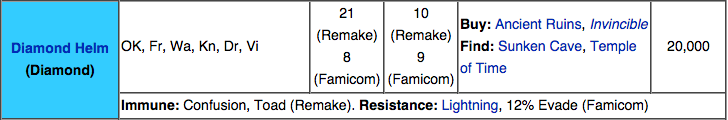 Diamond Helm
(Diamond)
OK, Fr, Wa, Kn, Dr, Vi
21
(Remake)
8
(Famicom)
10
(Remake)
9
(Famicom)
Buy: Ancient Ruins, Invincible
Find: Sunken Cave, Temple
of Time
20,000
Immune: Confusion, Toad (Remake). Resistance: Lightning, 12% Evade (Famicom)